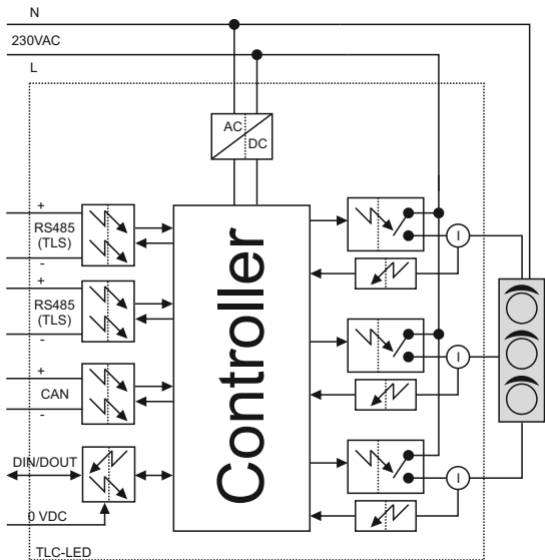 N
230VAC
L
AC
DC
+
RS485
(TLS)
-
+
RS485
(TLS)
-
+
CAN
-
DIN/DOUT
0 VDC
TLC-LED
Controller
I
I
I